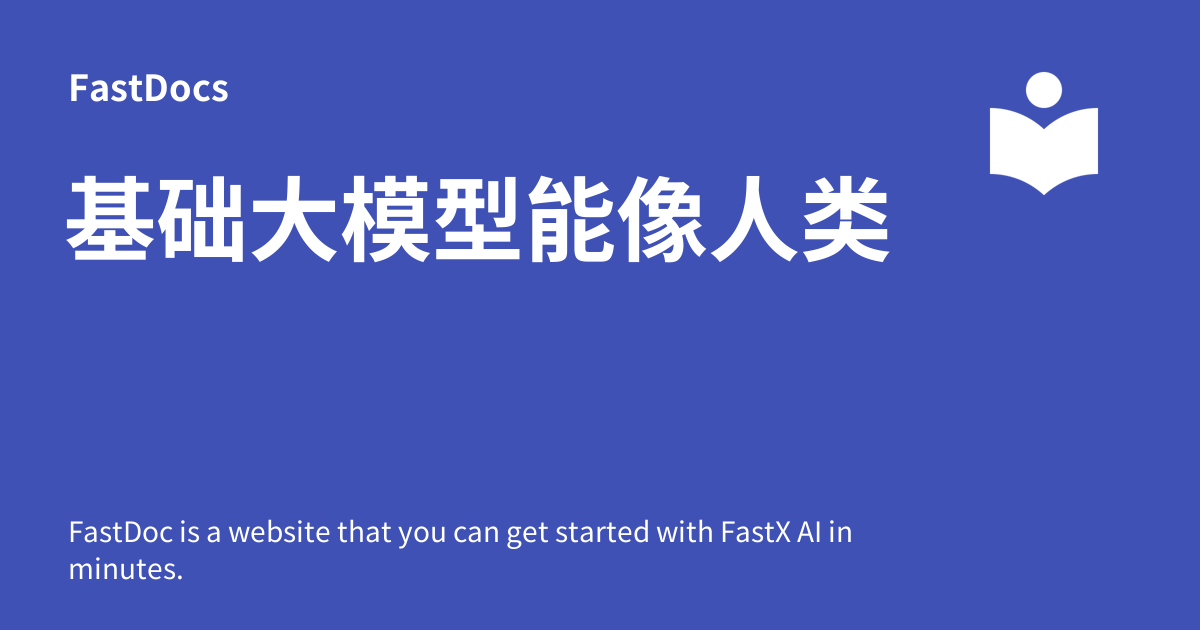 FastDocs
基础大模型能像人类
FastDoc is a website that you can get started with FastX AI in
minutes.